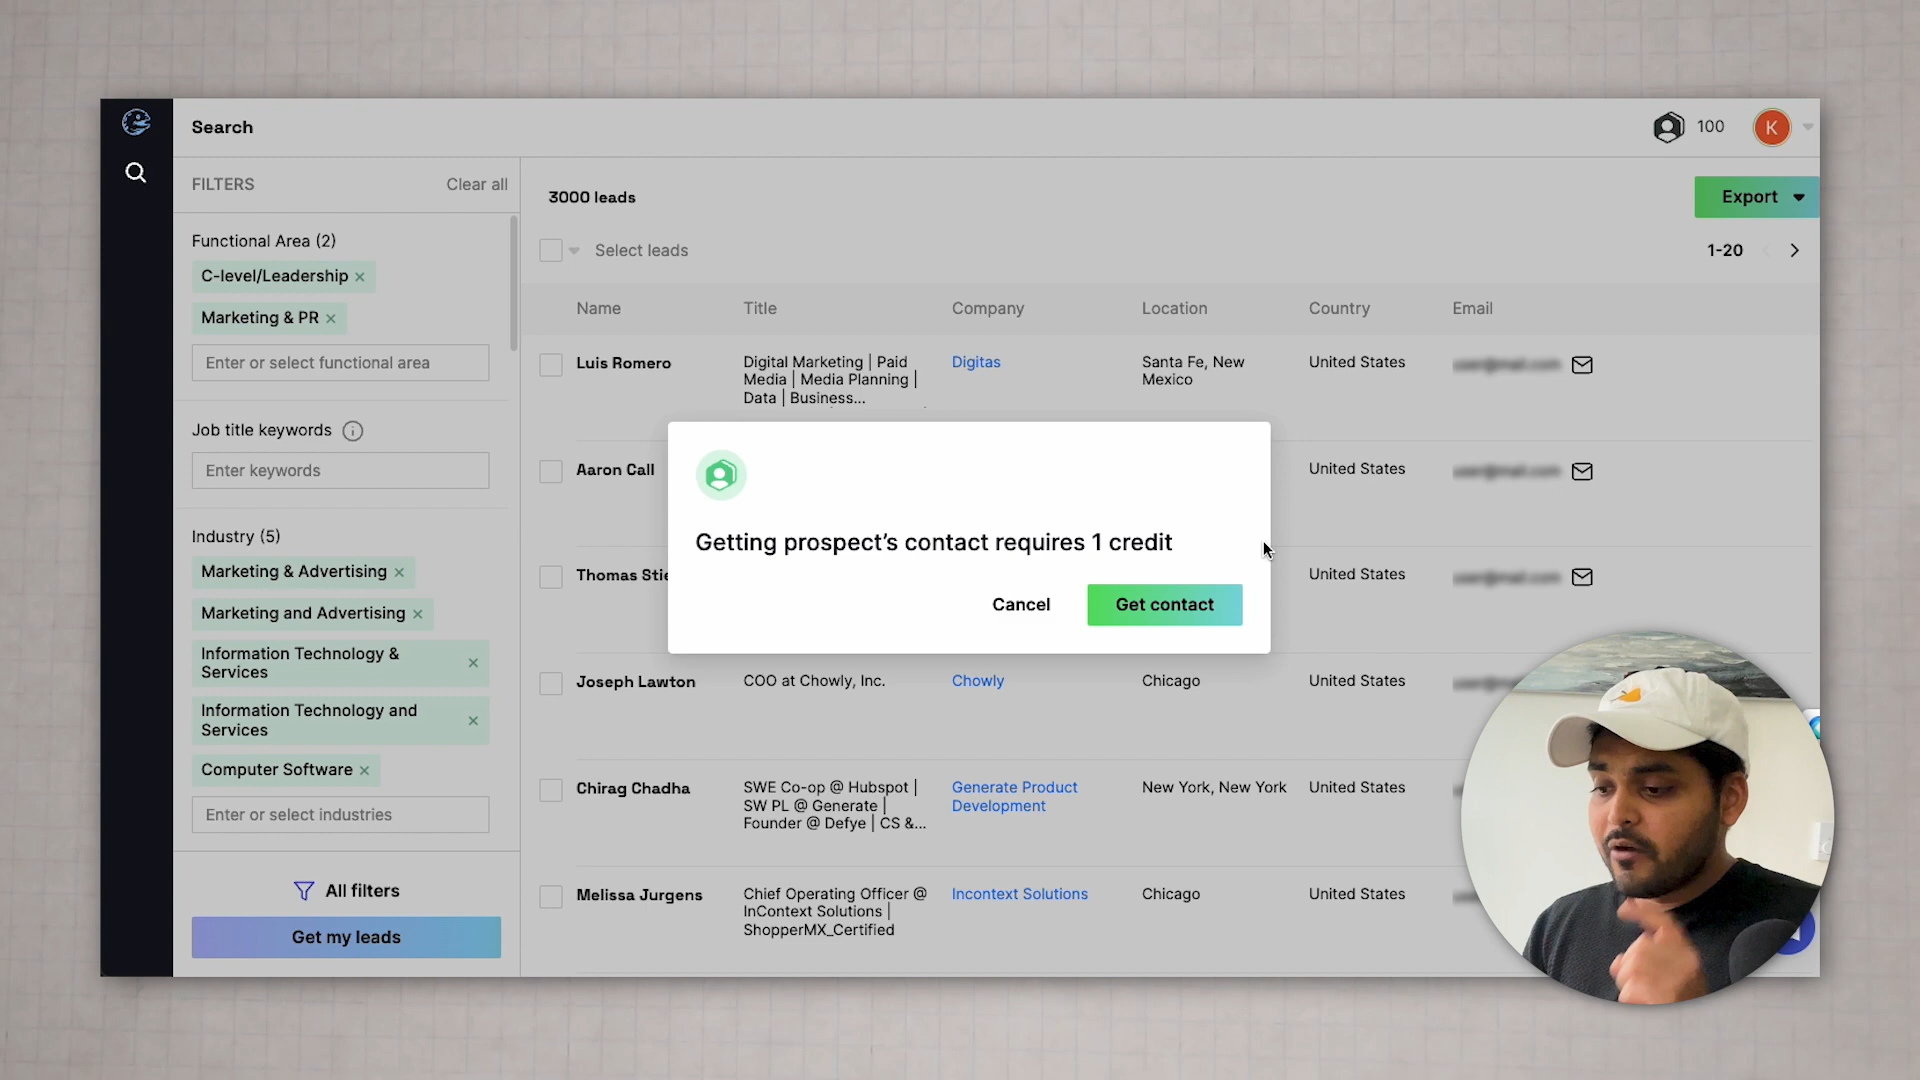 Search
100
K
FILTERS
Clear all
Functional Area (2)
C-level/Leadership
Marketing & PR
Enter or select functional area
Job title keywords
Enter keywords
Industry (5)
Marketing & Advertising
Marketing and Advertising
Information Technology &
Services
Information Technology and
Services
Computer Software
Enter or select industries
All filters
Get my leads
3000 leads
Export
Select leads
1-20
Name Title Company Location Country Email
Luis Romero
Digital Marketing | Paid
Media | Media Planning |
Data | Business...
Digitas
Santa Fe, New
Mexico
United States
Aaron Call
United States
Thomas
United States
Getting prospect’s contact requires 1 credit
Cancel
Get contact
Joseph Lawton
COO at Chowly, Inc.
Chowly
Chicago
United States
Chirag Chadha
SWE Co-op @ Hubspot |
SW PL @ Generate |
Founder @ Defye | CS &...
Generate Product
Development
New York, New York
United States
Melissa Jurgens
Chief Operating Officer @
InContext Solutions |
ShopperMX_Certified
Incontext Solutions
Chicago
United States